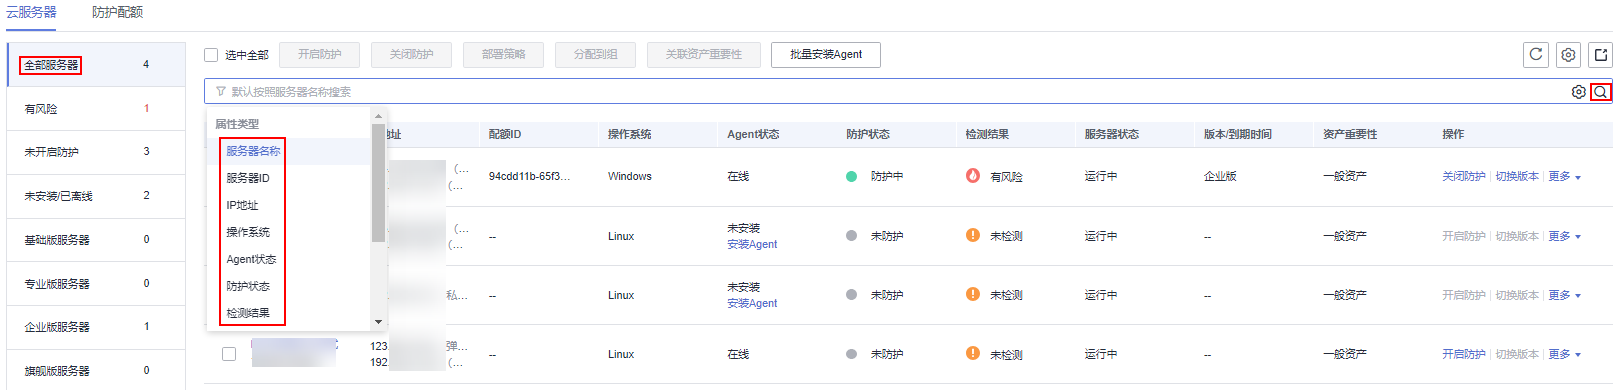 云服务器 防护配额
全部服务器 4
有风险 1
未开启防护 3
未安装/已离线 2
基础版服务器 0
专业版服务器 0
企业版服务器 1
旗舰版服务器 0
选中全部 开启防护 关闭防护 部署策略 分配到组 关联资产重要性 批量安装Agent
默认按照服务器名称搜索
属性类型
服务器名称
服务器ID
IP地址
操作系统
Agent状态
防护状态
检测结果
地址 配额ID 操作系统 Agent状态 防护状态 检测结果 服务器状态 版本/到期时间 资产重要性 操作
(... 94cdd11b-65f3... Windows 在线 防护中 有风险 运行中 企业版 一般资产 关闭防护 切换版本 更多
(...
(... -- Linux 未安装 未防护 未检测 运行中 -- 一般资产 开启防护 切换版本 更多
(... 安装Agent
私... -- Linux 未安装 未防护 未检测 运行中 -- 一般资产 开启防护 切换版本 更多
安装Agent
123. 弹... -- Linux 在线 未防护 未检测 运行中 -- 一般资产 开启防护 切换版本 更多
192. (...